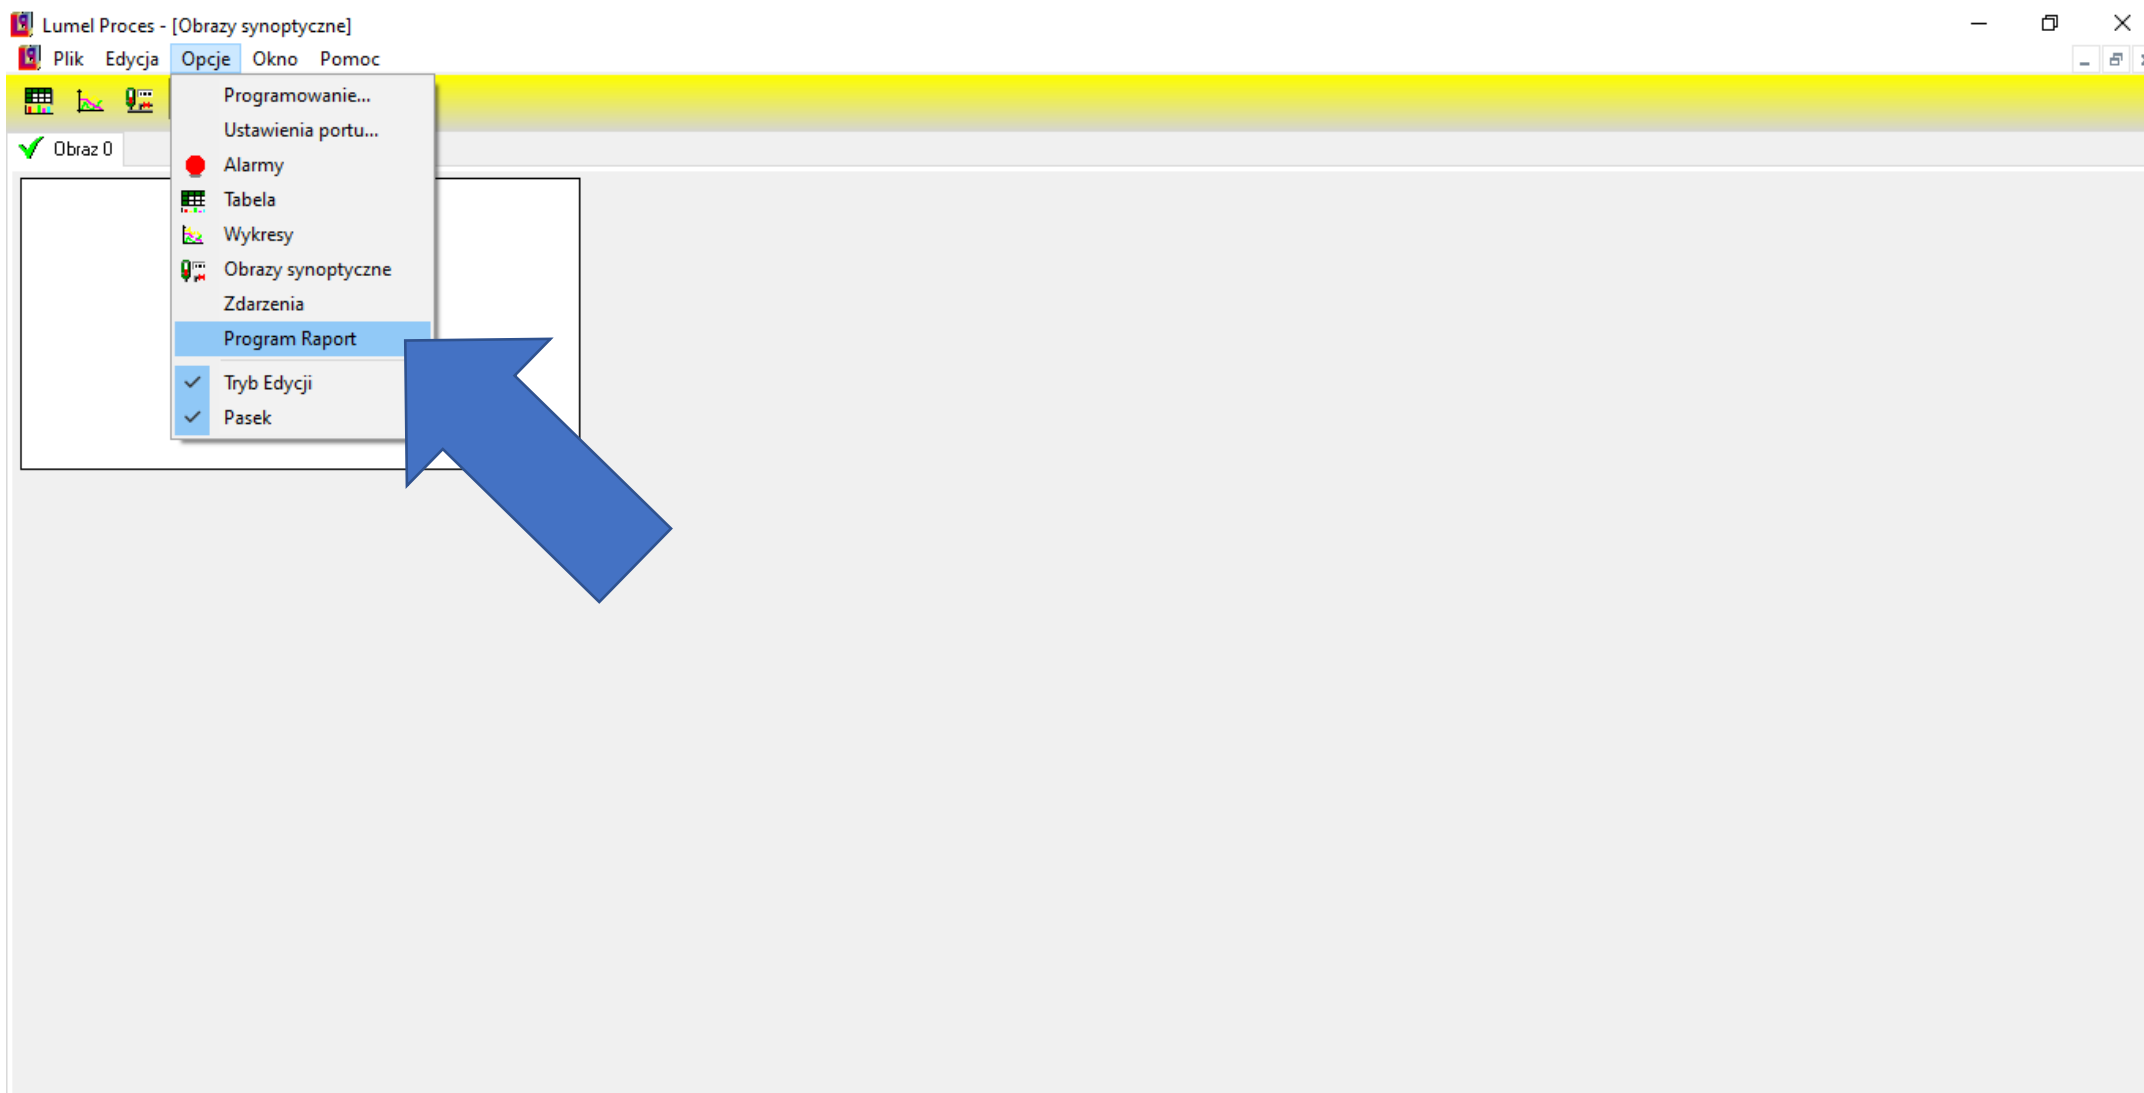 Lumel Proces - [Obrazy synoptyczne]
Plik Edycja Opcje Okno Pomoc
Programowanie...
Ustawienia portu...
Obraz 0
Alarmy
Tabela
Wykresy
Obrazy synoptyczne
Zdarzenia
Program Raport
Tryb Edycji
Pasek